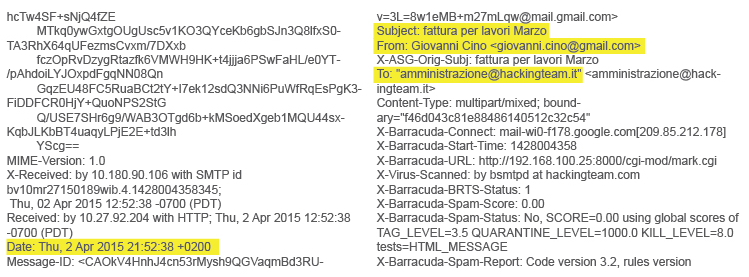 hcTw4SF+sNjQ4fZE
MTkq0ywGxtgOUgUsc5v1KO3QYceKb6gbSJn3Q8lfxS0-
TA3RhX64qUFezmsCvxm/7DXxb
fczOpRvDzygRtazfk6VMWH9HK+t4jjja6PSwFaHL/e0YT-
/pAhdoiLYJOxpdFgqNN08Qn
GqzEU48FC5RuaBCt2tY+I7ek12sdQ3NNi6PuWfRqEsPgK3-
FiDDFCR0HjY+QuoNPS2StG
Q/USE7SHr6g9/WAB3OTgd6b+kMSoedXgeb1MQU44sx-
KqbJLKbBT4uaqyLPjE2E+td3lh
YScg==
MIME-Version: 1.0
X-Received: by 10.180.90.106 with SMTP id
bv10mr27150189wib.4.1428004358345;
Thu, 02 Apr 2015 12:52:38 -0700 (PDT)
Received: by 10.27.92.204 with HTTP; Thu, 2 Apr 2015 12:52:38
-0700 (PDT)
Date: Thu, 2 Apr 2015 21:52:38 +0200
Message-ID: <CAOkV4HnhJ4cn53rMysh9QGVaqmBd3RU-
v=3L=8w1eMB+m27mLqw@mail.gmail.com>
Subject: fattura per lavori Marzo
From: Giovanni Cino <giovanni.cino@gmail.com>
X-ASG-Orig-Subj: fattura per lavori Marzo
To: "amministrazione@hackingteam.it" <amministrazione@hack-
ingteam.it>
Content-Type: multipart/mixed; bound-
ary="f46d043c81e88486140512c32c54"
X-Barracuda-Connect: mail-wi0-f178.google.com[209.85.212.178]
X-Barracuda-Start-Time: 1428004358
X-Barracuda-URL: http://192.168.100.25:8000/cgi-mod/mark.cgi
X-Virus-Scanned: by bsmtpd at hackingteam.com
X-Barracuda-BRTS-Status: 1
X-Barracuda-Spam-Score: 0.00
X-Barracuda-Spam-Status: No, SCORE=0.00 using global scores of
TAG_LEVEL=3.5 QUARANTINE_LEVEL=1000.0 KILL_LEVEL=8.0
tests=HTML_MESSAGE
X-Barracuda-Spam-Report: Code version 3.2, rules version